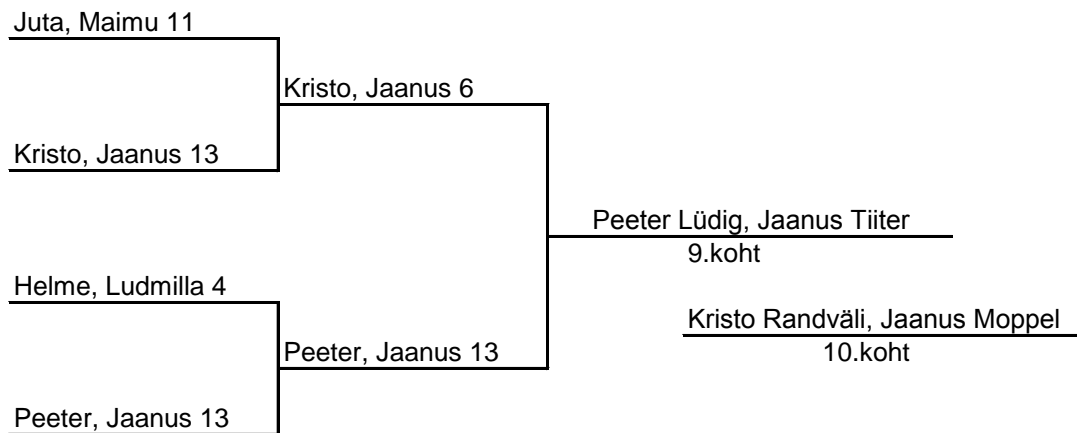 Juta, Maimu 11
Kristo, Jaanus 6
Kristo, Jaanus 13
Peeter Lüdig, Jaanus Tiiter
9.koht
Helme, Ludmilla 4
Kristo Randväli, Jaanus Moppel
Peeter, Jaanus 13
10.koht
Peeter, Jaanus 13